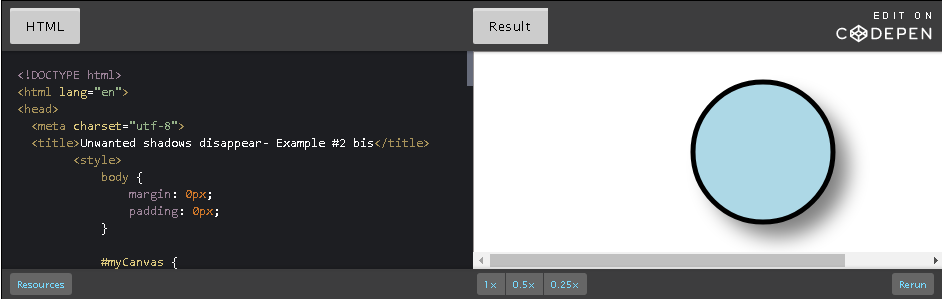 HTML
Result
EDIT ON
CODEPEN
<!DOCTYPE html>
<html lang="en">
<head>
<meta charset="utf-8">
<title>Unwanted shadows disappear- Example #2 bis</title>
<style>
body {
margin: 0px;
padding: 0px;
}
#myCanvas {
Resources
1x
0.5x
0.25x
Rerun